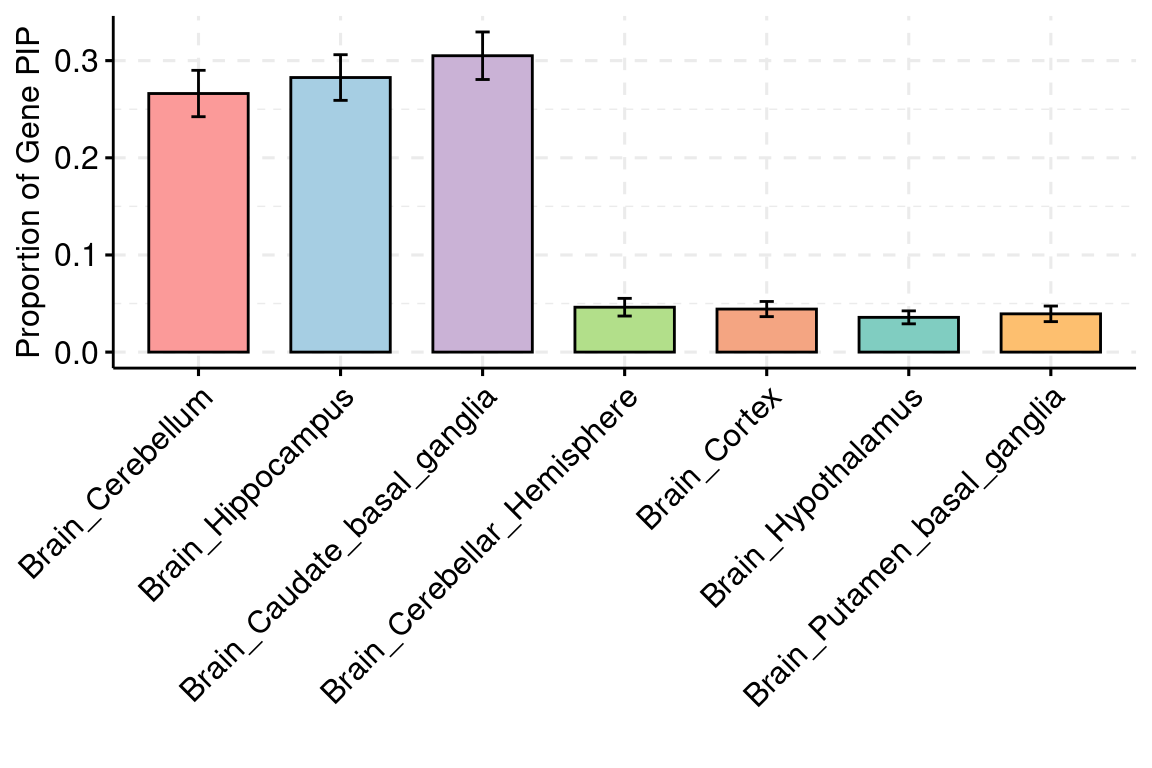 Proportion of Gene PIP
0.3
0.2
0.1
0.0
Brain_Cerebellum
Brain_Hippocampus
Brain_Caudate_basal_ganglia
Brain_Cerebellar_Hemisphere
Brain_Cortex
Brain_Hypothalamus
Brain_Putamen_basal_ganglia